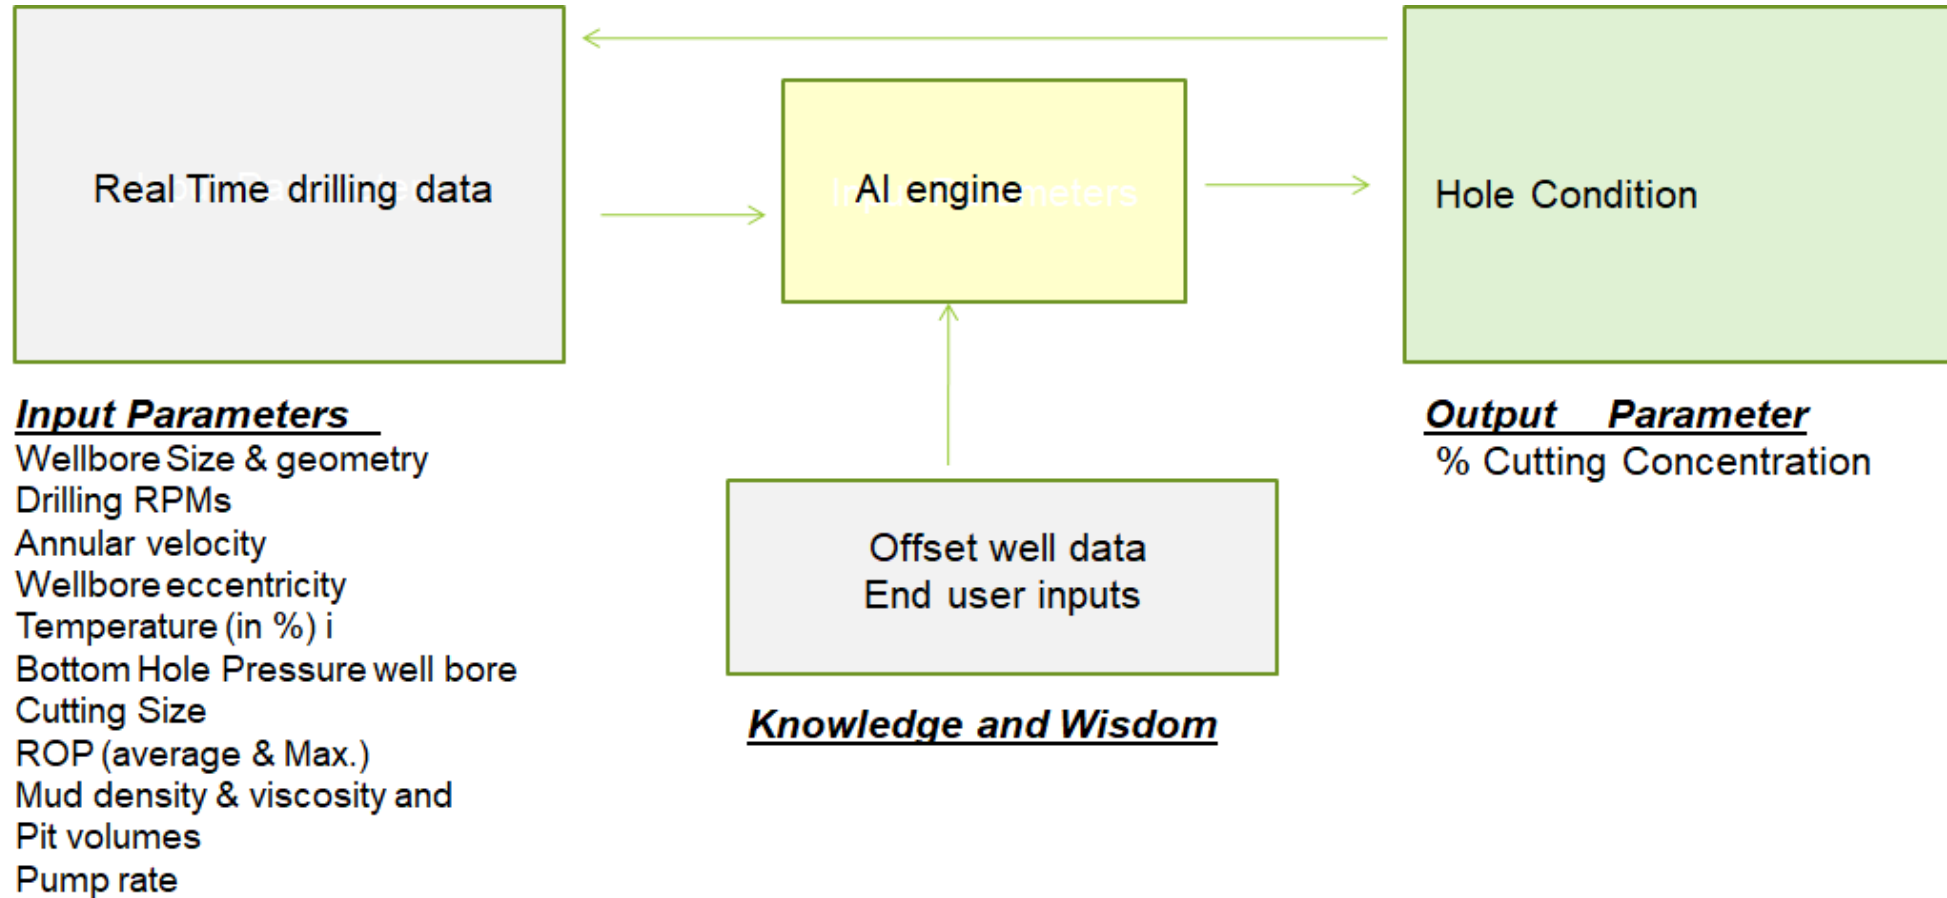 Real Time drilling data
AI engine
Hole Condition
Input Parameters
Wellbore Size & geometry
Drilling RPMs
Annular velocity
Wellbore eccentricity
Temperature (in %) i
Bottom Hole Pressure well bore
Cutting Size
ROP (average & Max.)
Mud density & viscosity and
Pit volumes
Pump rate
Offset well data
End user inputs
Knowledge and Wisdom
Output Parameter
% Cutting Concentration